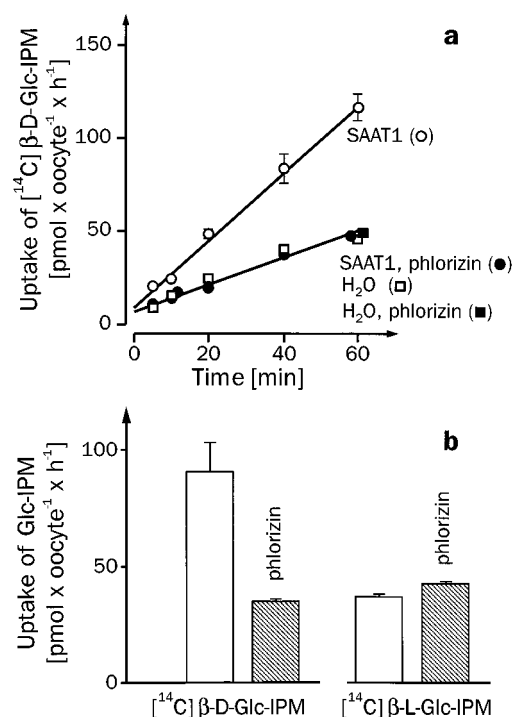 a
Uptake of [¹⁴C] β-D-Glc-IPM
[pmol x oocyte⁻¹ x h⁻¹]
150
100
50
0
SAAT1 (○)
SAAT1, phlorizin (●)
H₂O (□)
H₂O, phlorizin (■)
0 20 40 60
Time [min]
b
Uptake of Glc-IPM
[pmol x oocyte⁻¹ x h⁻¹]
100
50
0
phlorizin
phlorizin
[¹⁴C] β-D-Glc-IPM
[¹⁴C] β-L-Glc-IPM